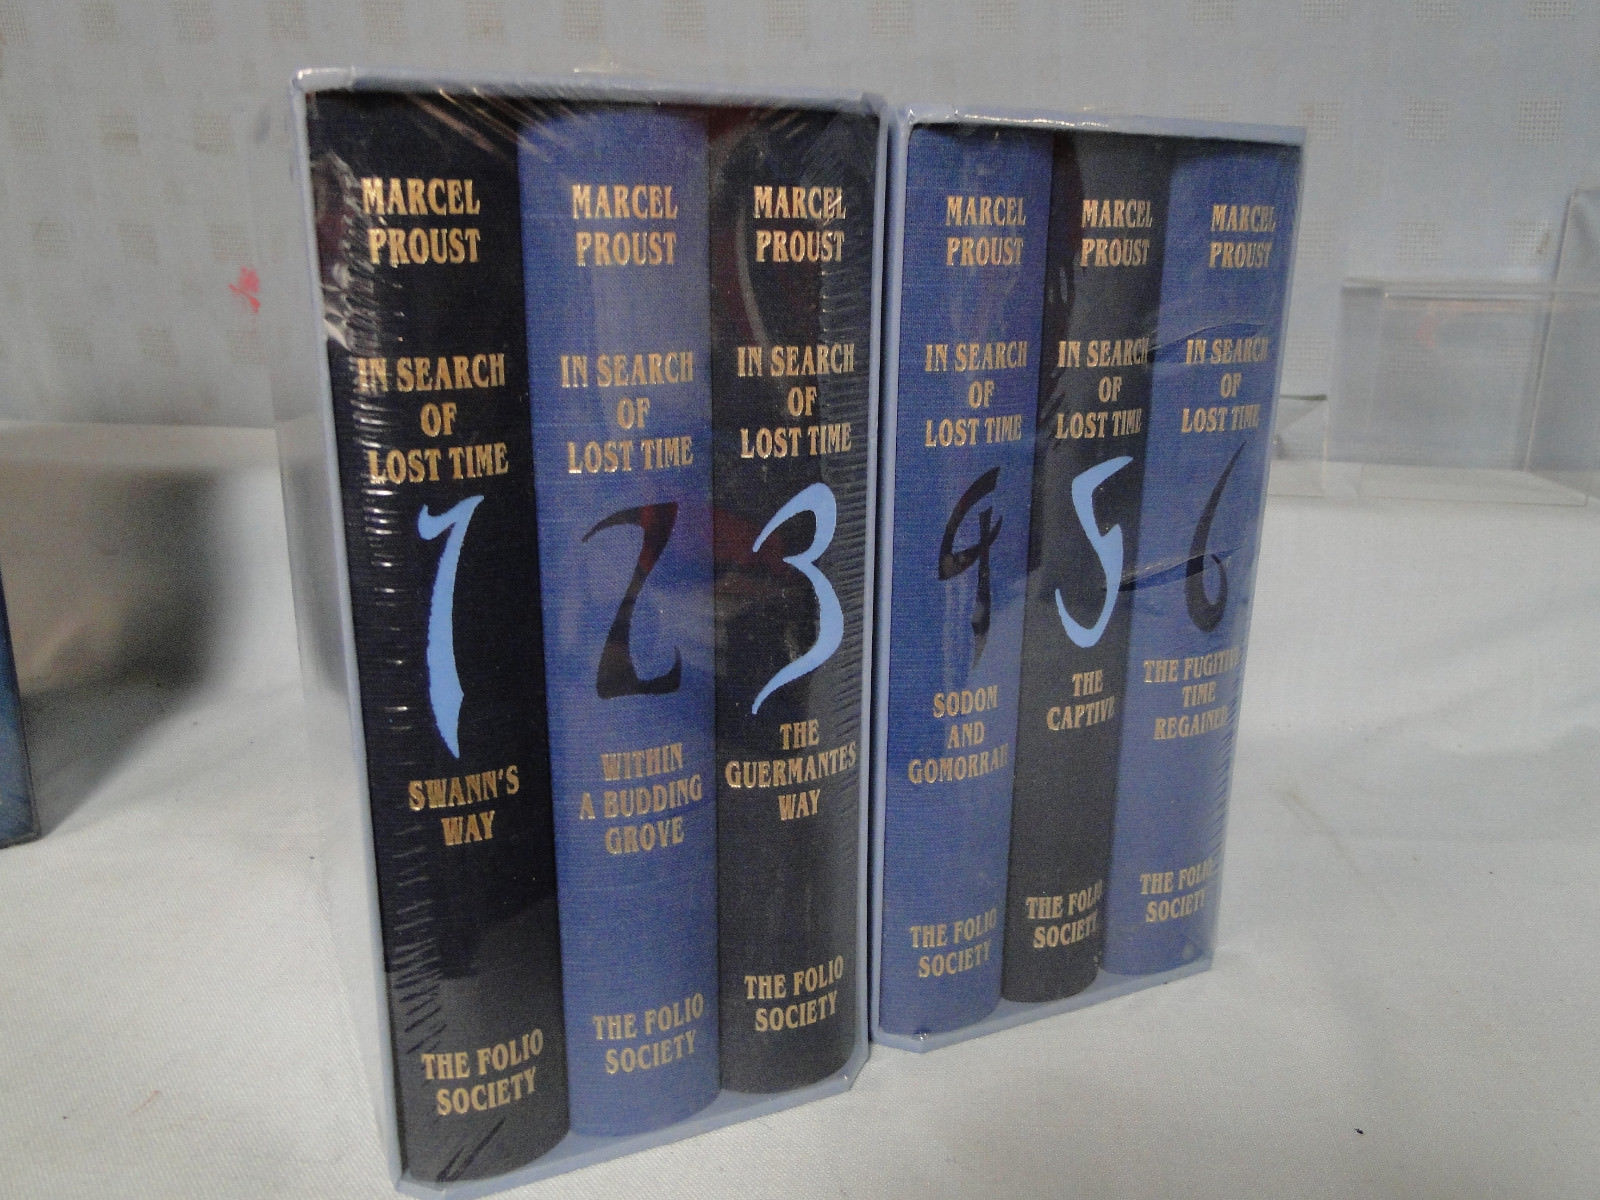 MARCEL
PROUST
IN SEARCH
OF
LOST TIME
1
SWANN'S
WAY
THE FOLIO
SOCIETY
MARCEL
PROUST
IN SEARCH
OF
LOST TIME
2
WITHIN
A BUDDING
GROVE
THE FOLIO
SOCIETY
MARCEL
PROUST
IN SEARCH
OF
LOST TIME
3
THE
GUERMANTES
WAY
THE FOLIO
SOCIETY
MARCEL
PROUST
IN SEARCH
OF
LOST TIME
4
SODOM
AND
GOMORRAH
THE FOLIO
SOCIETY
MARCEL
PROUST
IN SEARCH
OF
LOST TIME
5
THE
CAPTIVE
THE FOLIO
SOCIETY
MARCEL
PROUST
IN SEARCH
OF
LOST TIME
6
THE FUGITIVE
TIME
REGAINED
THE FOLIO
SOCIETY